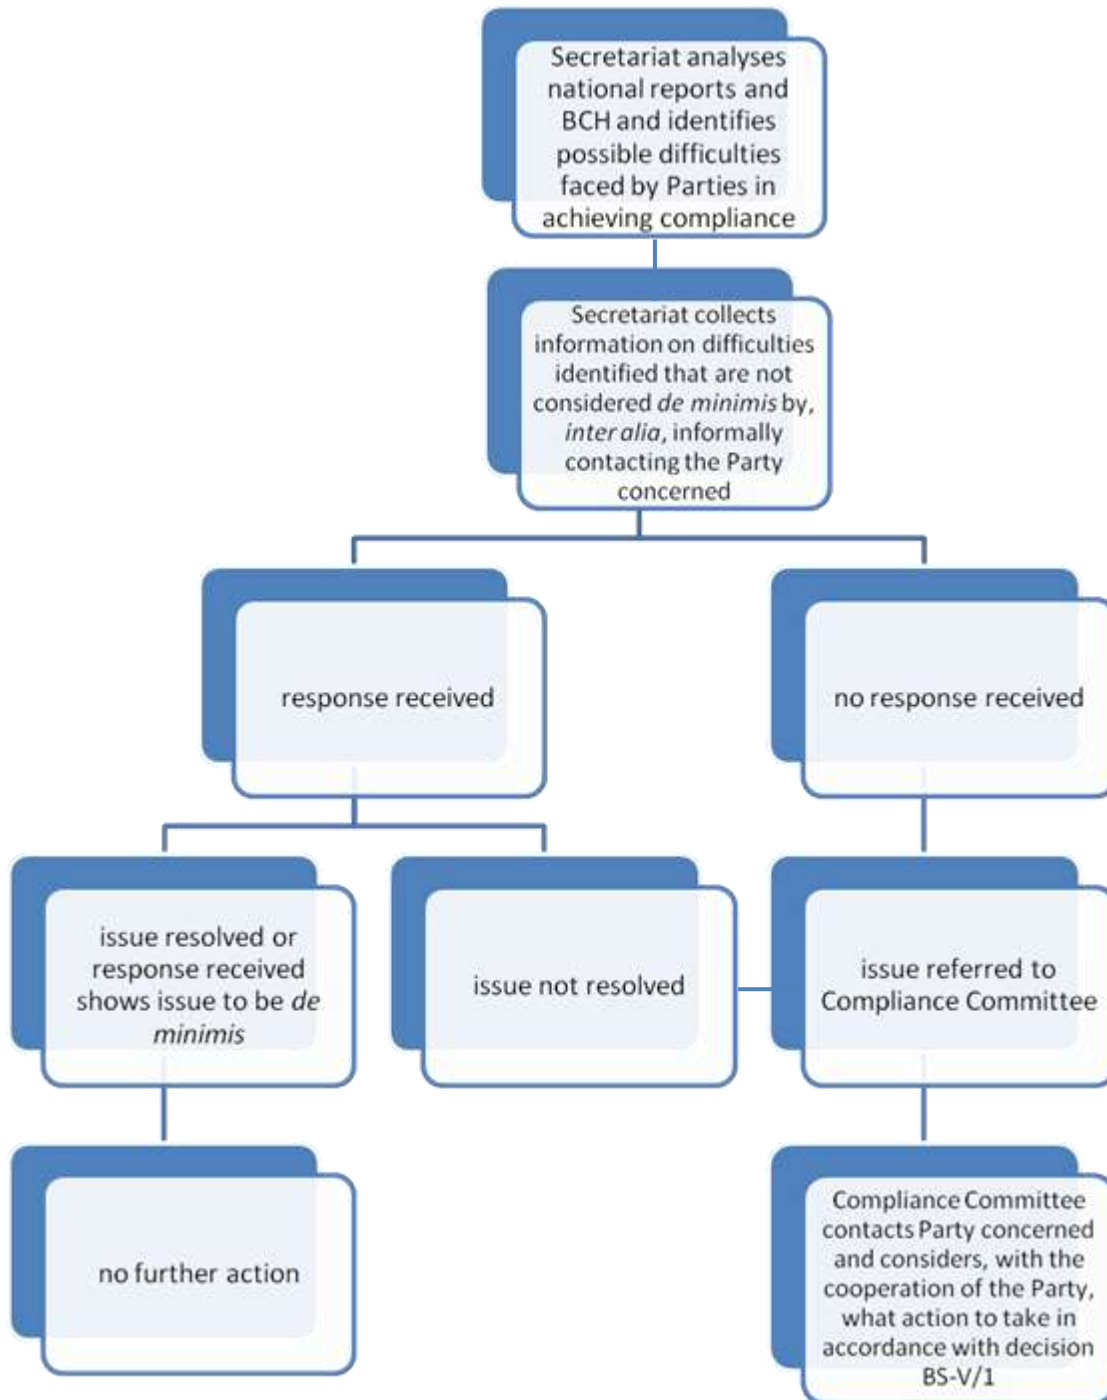 Secretariat analyses
national reports and
BCH and identifies
possible difficulties
faced by Parties in
achieving compliance
Secretariat collects
information on difficulties
identified that are not
considered de minimis by,
inter alia, informally
contacting the Party
concerned
response received
no response received
issue resolved or
response received
shows issue to be de
minimis
issue not resolved
issue referred to
Compliance Committee
no further action
Compliance Committee
contacts Party concerned
and considers, with the
cooperation of the Party,
what action to take in
accordance with decision
BS-V/1